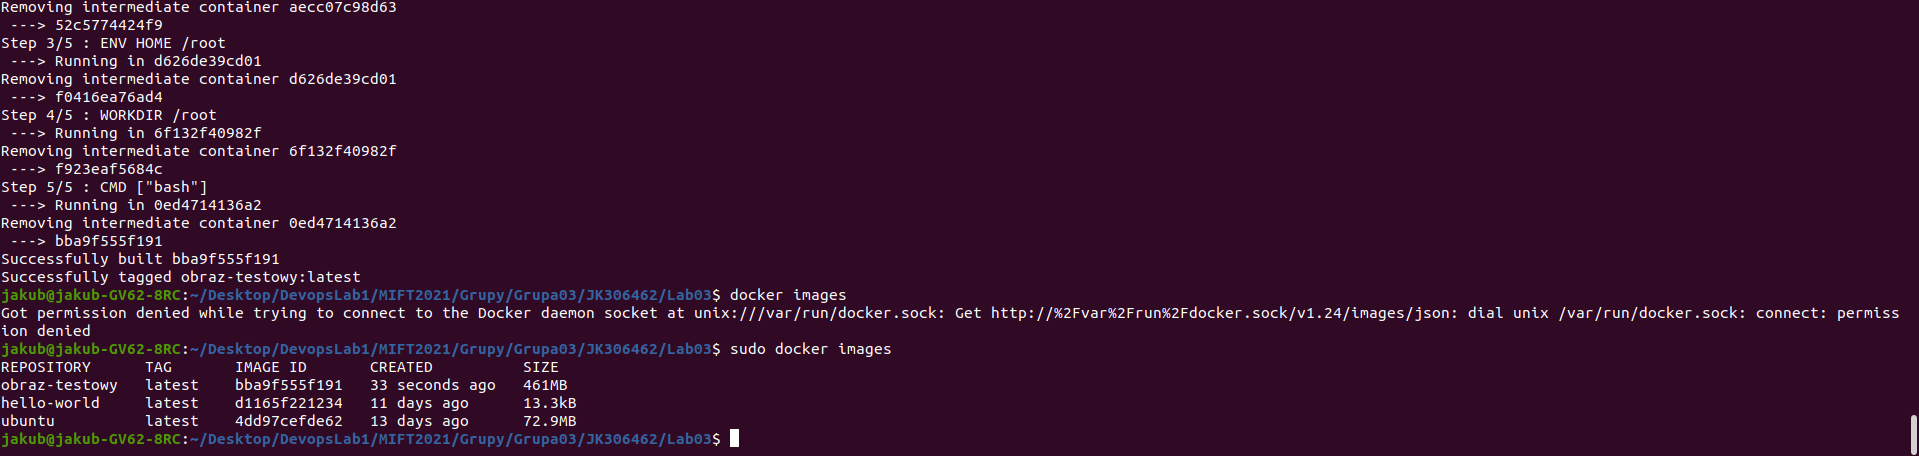 Removing intermediate container aecc07c98d63
 ---> 52c5774424f9
Step 3/5 : ENV HOME /root
 ---> Running in d626de39cd01
Removing intermediate container d626de39cd01
 ---> f0416ea76ad4
Step 4/5 : WORKDIR /root
 ---> Running in 6f132f40982f
Removing intermediate container 6f132f40982f
 ---> f923eaf5684c
Step 5/5 : CMD ["bash"]
 ---> Running in 0ed4714136a2
Removing intermediate container 0ed4714136a2
 ---> bba9f555f191
Successfully built bba9f555f191
Successfully tagged obraz-testowy:latest
jakub@jakub-GV62-8RC:~/Desktop/DevopsLab1/MIFT2021/Grupy/Grupa03/JK306462/Lab03$ docker images
Got permission denied while trying to connect to the Docker daemon socket at unix:///var/run/docker.sock: Get http://%2Fvar%2Frun%2Fdocker.sock/v1.24/images/json: dial unix /var/run/docker.sock: connect: permiss
ion denied
jakub@jakub-GV62-8RC:~/Desktop/DevopsLab1/MIFT2021/Grupy/Grupa03/JK306462/Lab03$ sudo docker images
REPOSITORY      TAG       IMAGE ID       CREATED          SIZE
obraz-testowy   latest    bba9f555f191   33 seconds ago   461MB
hello-world     latest    d1165f221234   11 days ago      13.3kB
ubuntu          latest    4dd97cefde62   13 days ago      72.9MB
jakub@jakub-GV62-8RC:~/Desktop/DevopsLab1/MIFT2021/Grupy/Grupa03/JK306462/Lab03$